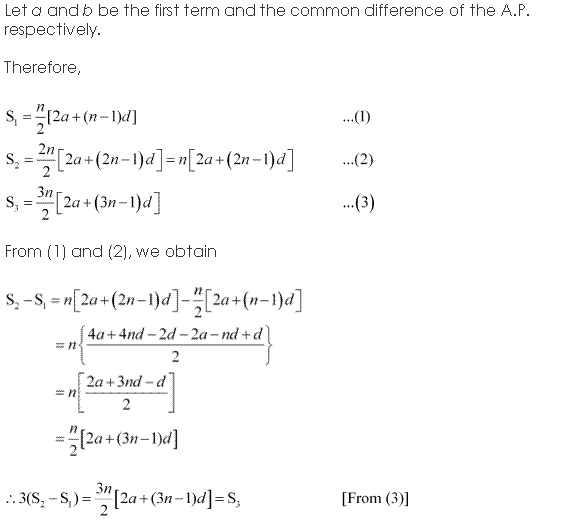 Let a and b be the first term and the common difference of the A.P.
respectively.
Therefore,
S₁ = n/2[2a+(n−1)d] ...(1)
S₂ = 2n/2[2a+(2n−1)d] = n[2a+(2n−1)d] ...(2)
S₃ = 3n/2[2a+(3n−1)d] ...(3)
From (1) and (2), we obtain
S₂−S₁ = n[2a+(2n−1)d]−n/2[2a+(n−1)d]
= n{4a+4nd−2d−2a−nd+d/2}
= n[2a+3nd−d/2]
= n/2[2a+(3n−1)d]
∴3(S₂−S₁) = 3n/2[2a+(3n−1)d] = S₃ [From (3)]